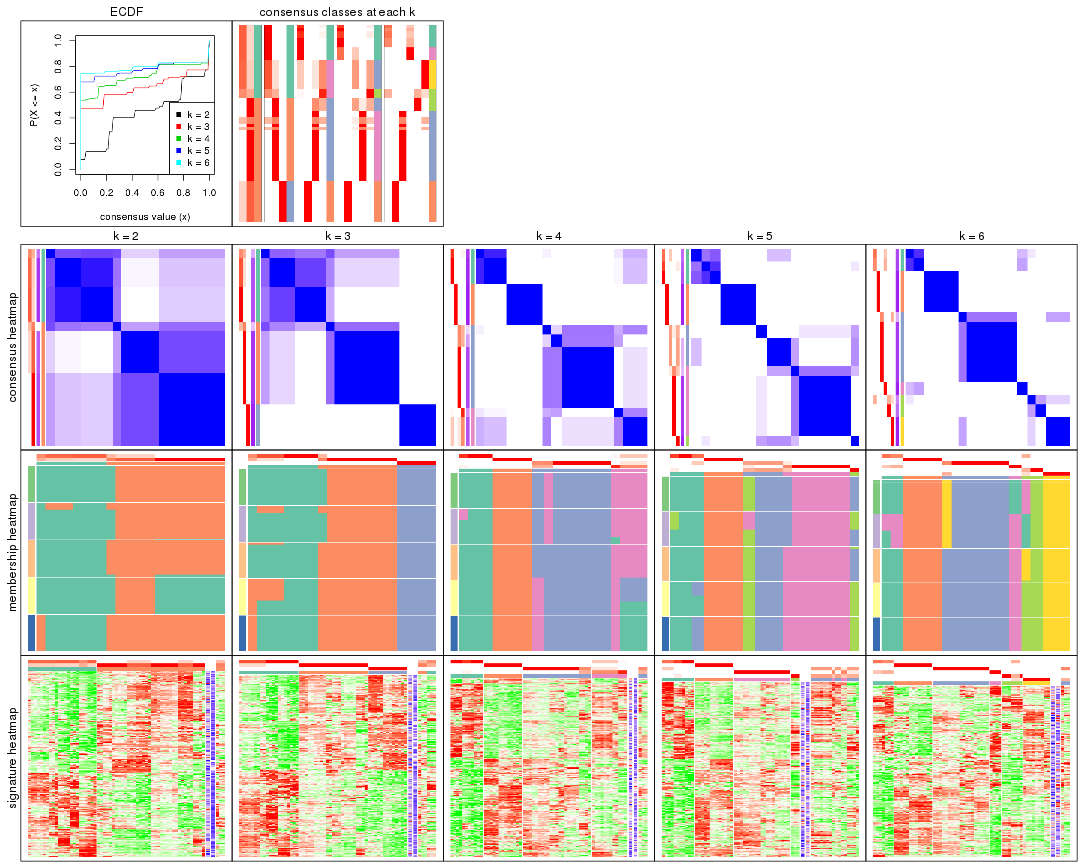 ECDF
consensus classes at each k
P(X <= x)
0.0 0.2 0.4 0.6 0.8 1.0
k = 2
k = 3
k = 4
k = 5
k = 6
0.0 0.2 0.4 0.6 0.8 1.0
consensus value (x)
k = 2
k = 3
k = 4
k = 5
k = 6
consensus heatmap
membership heatmap
signature heatmap